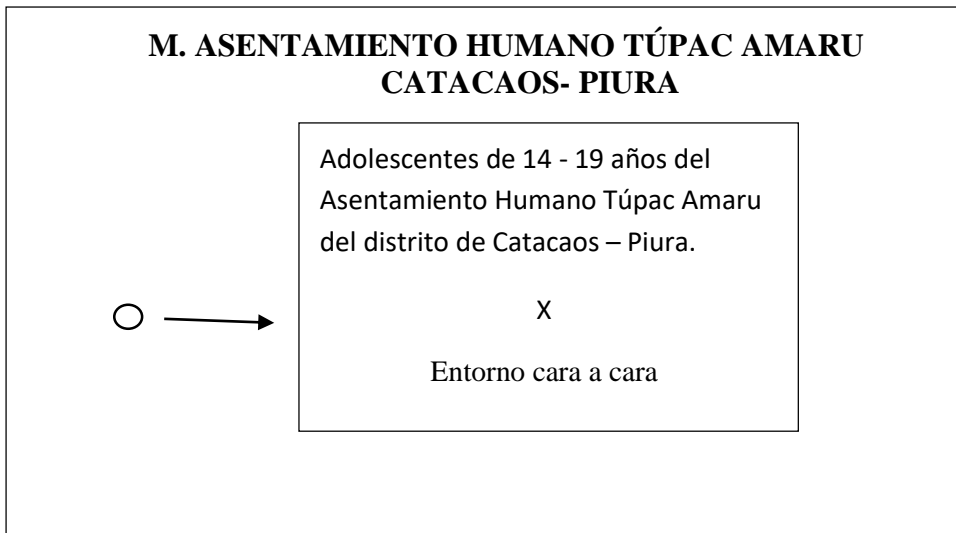 M. ASENTAMIENTO HUMANO TÚPAC AMARU
CATACAOS- PIURA
Adolescentes de 14 - 19 años del
Asentamiento Humano Túpac Amaru
del distrito de Catacaos – Piura.
X
Entorno cara a cara